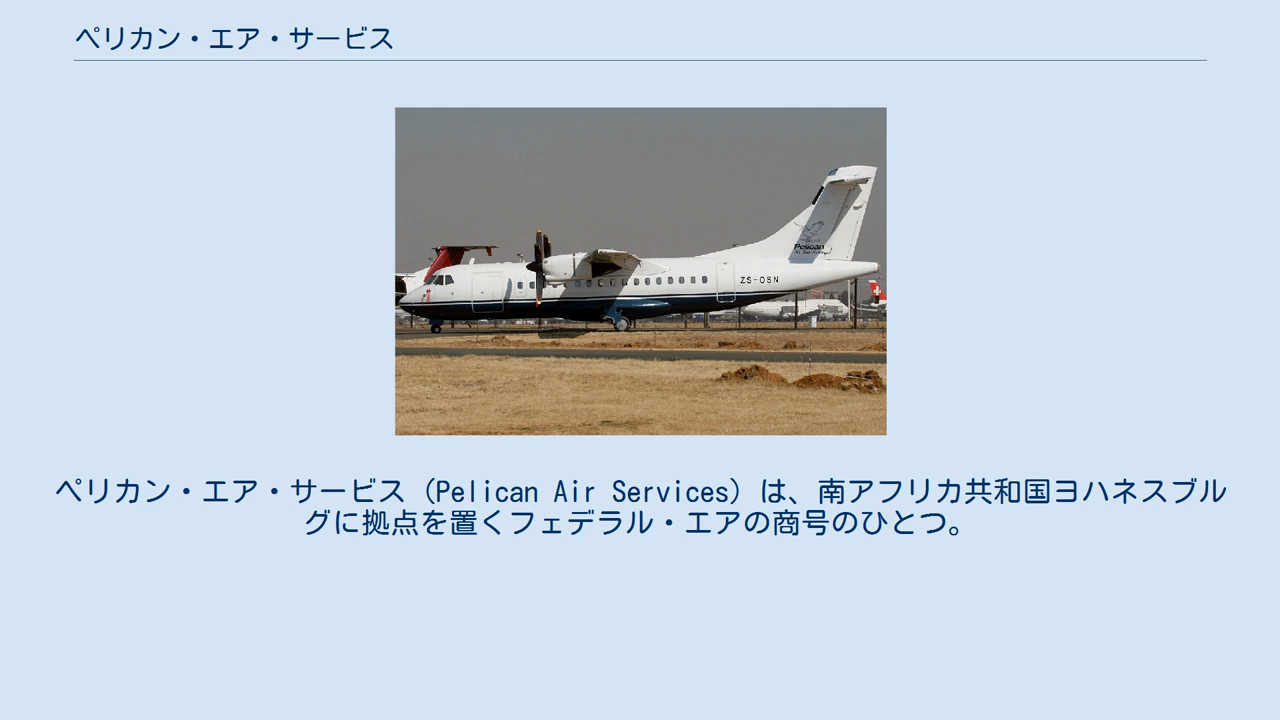 ペリカン・エア・サービス
Pelican
ZS-OSN
ペリカン・エア・サービス（Pelican Air Services）は、南アフリカ共和国ヨハネスブル
グに拠点を置くフェデラル・エアの商号のひとつ。